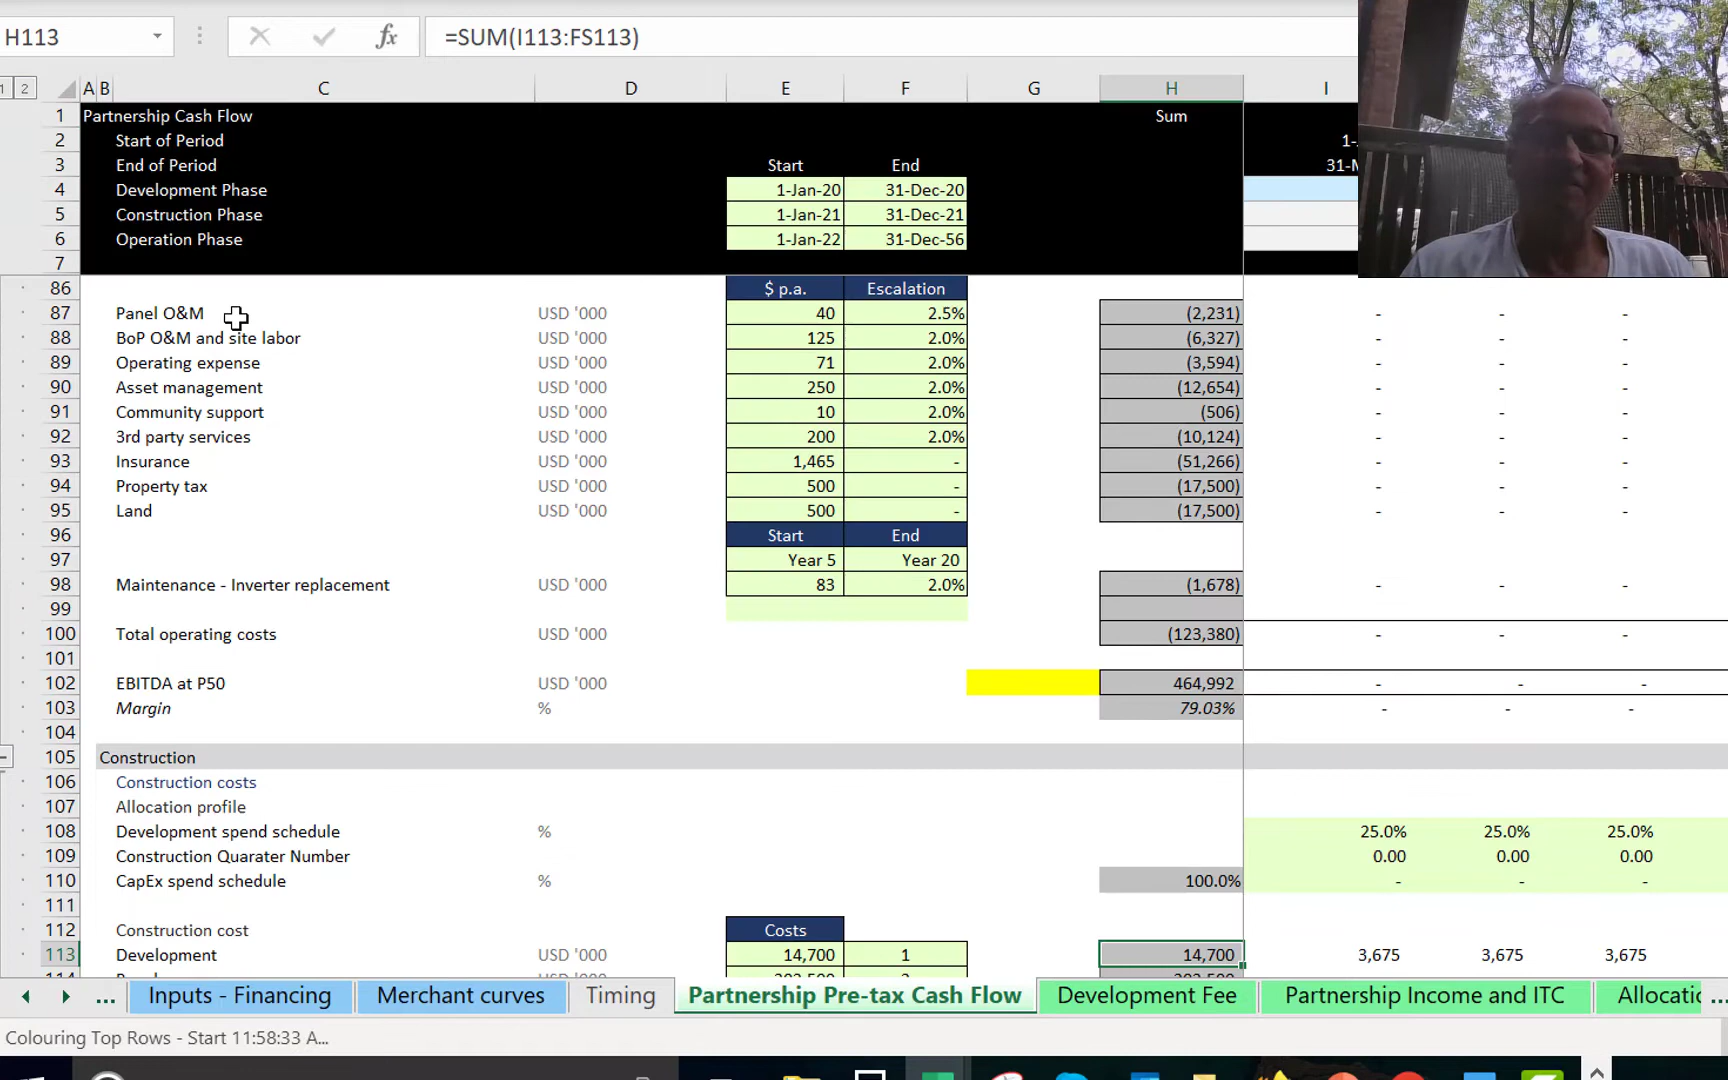 H113 fx =SUM(I113:FS113)
1 2 A B C D E F G H I
1 Partnership Cash Flow Sum
2 Start of Period 1-
3 End of Period Start End 31-M
4 Development Phase 1-Jan-20 31-Dec-20
5 Construction Phase 1-Jan-21 31-Dec-21
6 Operation Phase 1-Jan-22 31-Dec-56
7
86 $ p.a. Escalation
87 Panel O&M USD '000 40 2.5% (2,231) - - -
88 BoP O&M and site labor USD '000 125 2.0% (6,327) - - -
89 Operating expense USD '000 71 2.0% (3,594) - - -
90 Asset management USD '000 250 2.0% (12,654) - - -
91 Community support USD '000 10 2.0% (506) - - -
92 3rd party services USD '000 200 2.0% (10,124) - - -
93 Insurance USD '000 1,465 - (51,266) - - -
94 Property tax USD '000 500 - (17,500) - - -
95 Land USD '000 500 - (17,500) - - -
96 Start End
97 Year 5 Year 20
98 Maintenance - Inverter replacement USD '000 83 2.0% (1,678) - - -
99
100 Total operating costs USD '000 (123,380) - - -
101
102 EBITDA at P50 USD '000 464,992 - - -
103 Margin % 79.03% - - -
104
105 Construction
106 Construction costs
107 Allocation profile
108 Development spend schedule % 25.0% 25.0% 25.0%
109 Construction Quarater Number 0.00 0.00 0.00
110 CapEx spend schedule % 100.0% - - -
111
112 Construction cost Costs
113 Development USD '000 14,700 1 14,700 3,675 3,675 3,675
... Inputs - Financing Merchant curves Timing Partnership Pre-tax Cash Flow Development Fee Partnership Income and ITC Allocatio ...
Colouring Top Rows - Start 11:58:33 A...